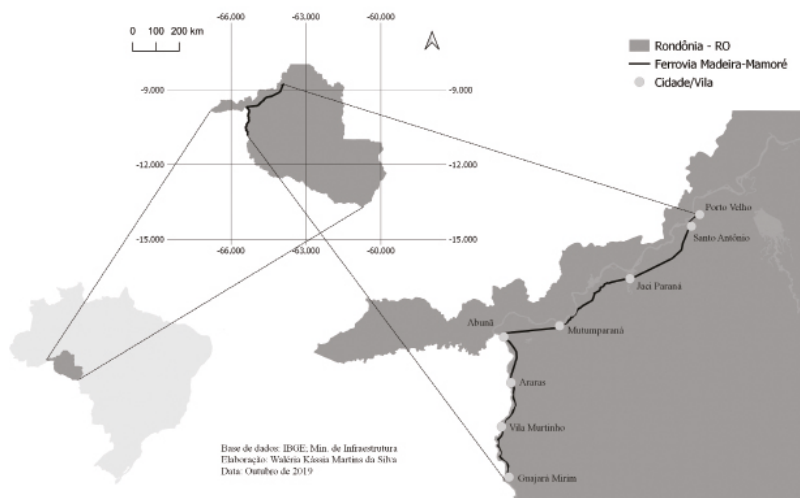 -66.000
-63.000
-60.000
0 100 200 km
Rondônia - RO
Ferrovia Madeira-Mamoré
Cidade/Vila
-9.000
-9.000
-12.000
-12.000
-15.000
-15.000
-66.000
-63.000
-60.000
Porto Velho
Santo Antônio
Jaci Paraná
Abunã
Mutumparaná
Araras
Vila Murtinho
Guajará Mirim
Base de dados: IBGE; Min. de Infraestrutura
Elaboração: Waléria Kássia Martins da Silva
Data: Outubro de 2019